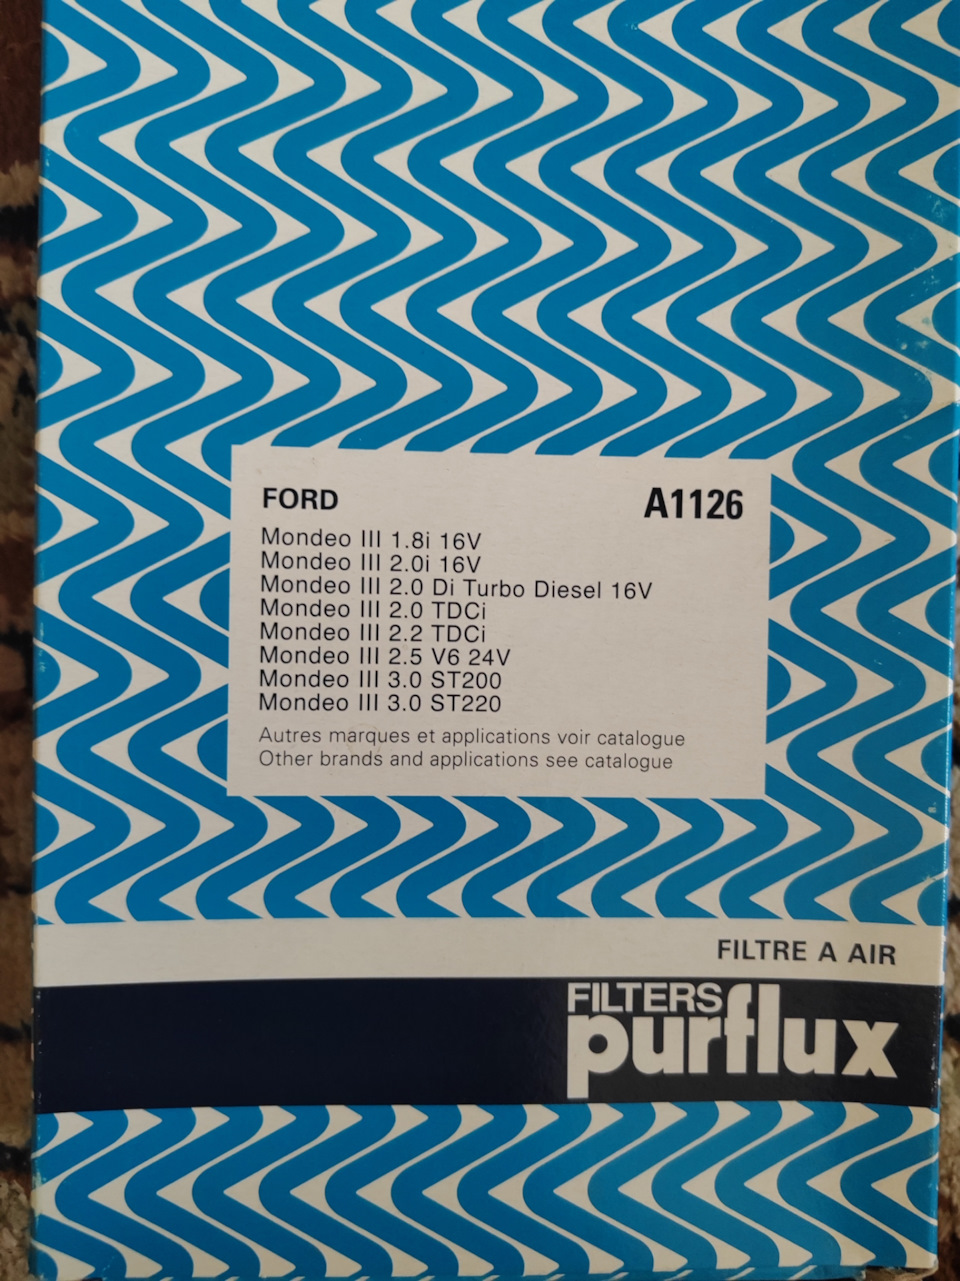 FORD A1126
Mondeo III 1.8i 16V
Mondeo III 2.0i 16V
Mondeo III 2.0 Di Turbo Diesel 16V
Mondeo III 2.0 TDCi
Mondeo III 2.2 TDCi
Mondeo III 2.5 V6 24V
Mondeo III 3.0 ST200
Mondeo III 3.0 ST220
Autres marques et applications voir catalogue
Other brands and applications see catalogue
FILTRE A AIR
FILTERS
purflux